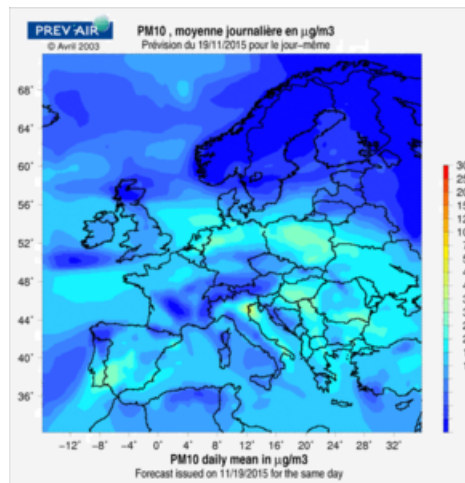 PREV'AIR
© Avril 2003
PM10 , moyenne journalière en µg/m3
Prévision du 19/11/2015 pour le jour-même
68°
64°
60°
56°
52°
48°
44°
40°
36°
−12° −8° −4° 0° 4° 8° 12° 16° 20° 24° 28° 32°
PM10 daily mean in µg/m3
Forecast issued on 11/19/2015 for the same day